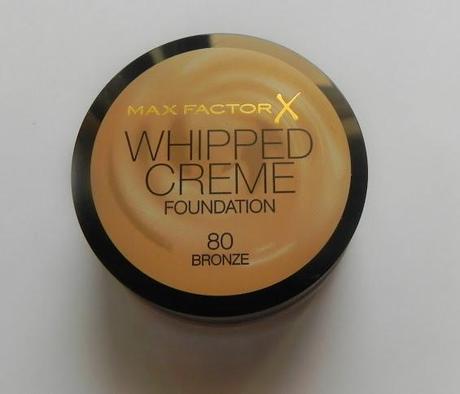 MAX FACTOR X
WHIPPED
CREME
FOUNDATION
80
BRONZE